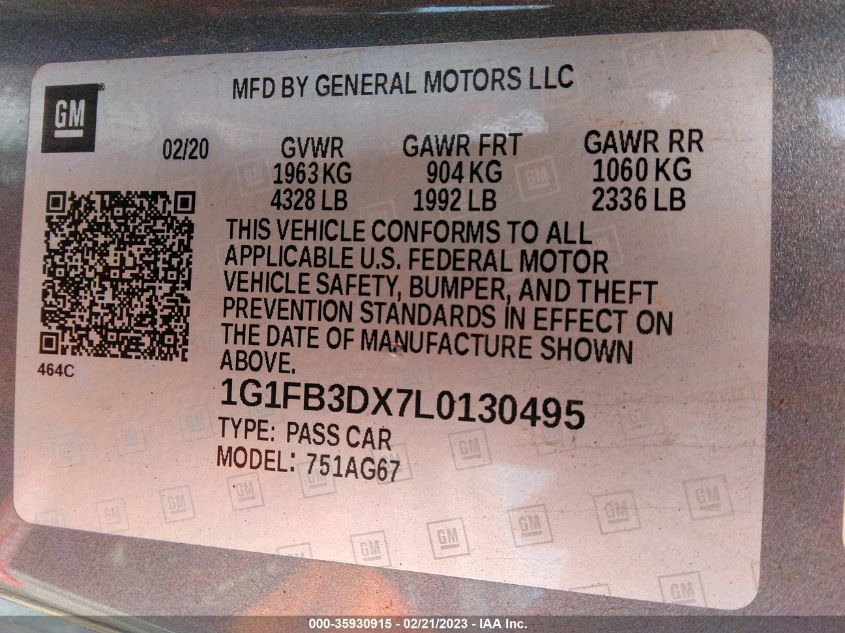 MFD BY GENERAL MOTORS LLC
GM
02/20 GVWR GAWR FRT GAWR RR
1963 KG 904 KG 1060 KG
4328 LB 1992 LB 2336 LB
THIS VEHICLE CONFORMS TO ALL
APPLICABLE U.S. FEDERAL MOTOR
VEHICLE SAFETY, BUMPER, AND THEFT
PREVENTION STANDARDS IN EFFECT ON
THE DATE OF MANUFACTURE SHOWN
ABOVE.
464C
1G1FB3DX7L0130495
TYPE: PASS CAR
MODEL: 751AG67
000-35930915 - 02/21/2023 - IAA Inc.